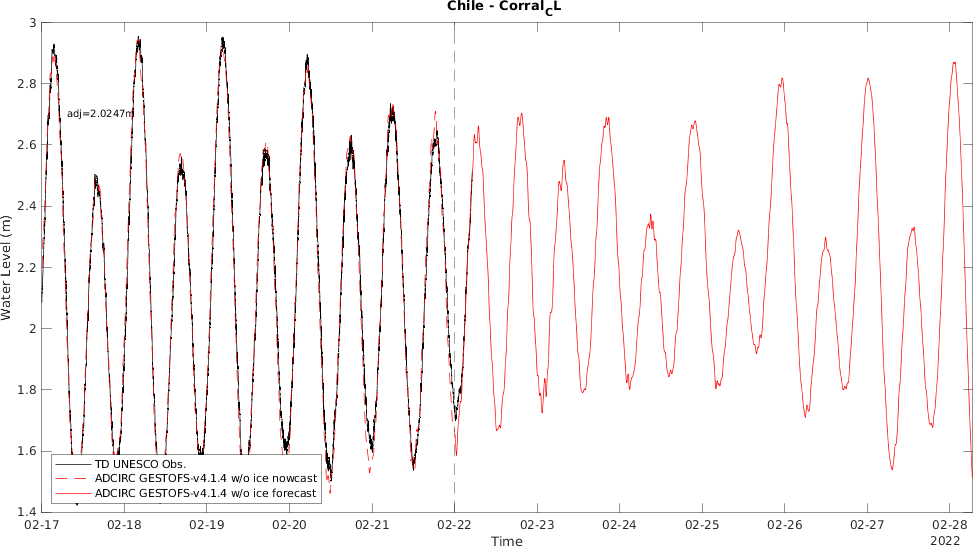 Chile - Corral_CL
3
2.8
2.6
2.4
2.2
2
1.8
1.6
1.4
Water Level (m)
adj=2.0247m
TD UNESCO Obs.
ADCIRC GESTOFS-v4.1.4 w/o ice nowcast
ADCIRC GESTOFS-v4.1.4 w/o ice forecast
02-17 02-18 02-19 02-20 02-21 02-22 02-23 02-24 02-25 02-26 02-27 02-28
Time
2022